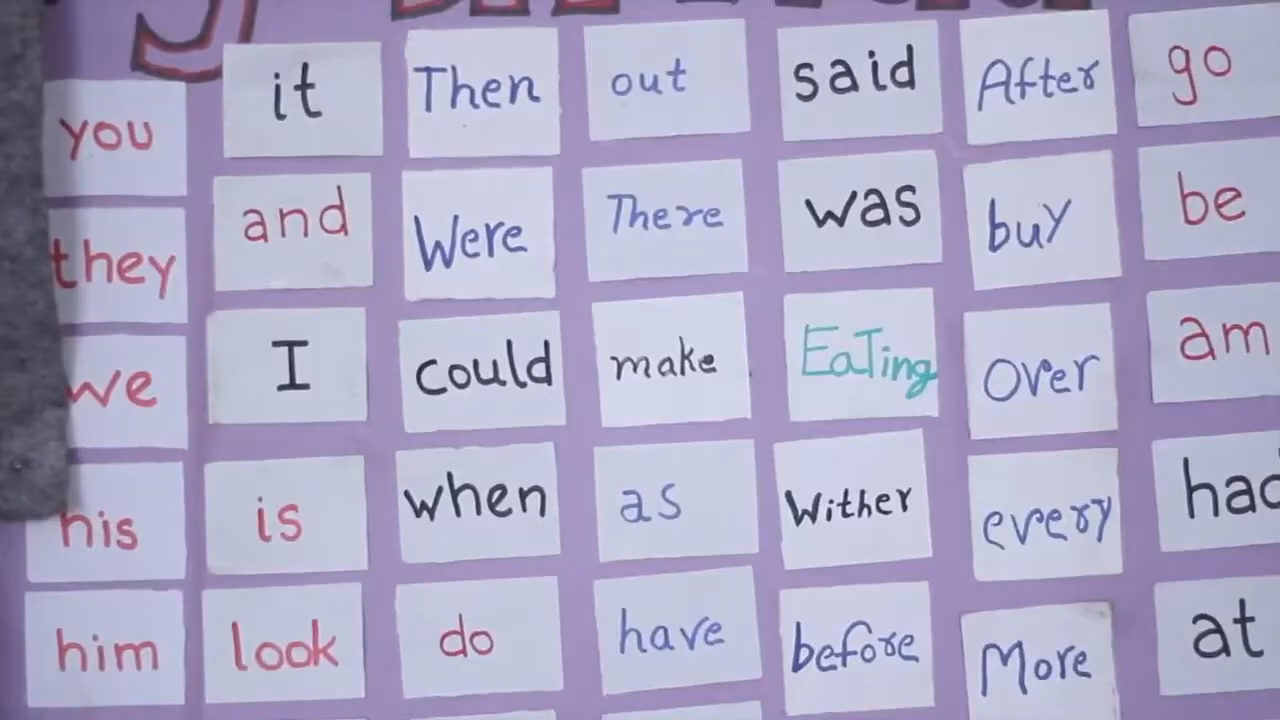 it Then out said After go
you and Were There was buy be
they I could make EaTing Over am
we is when as Wither every had
his look do have before More at
him